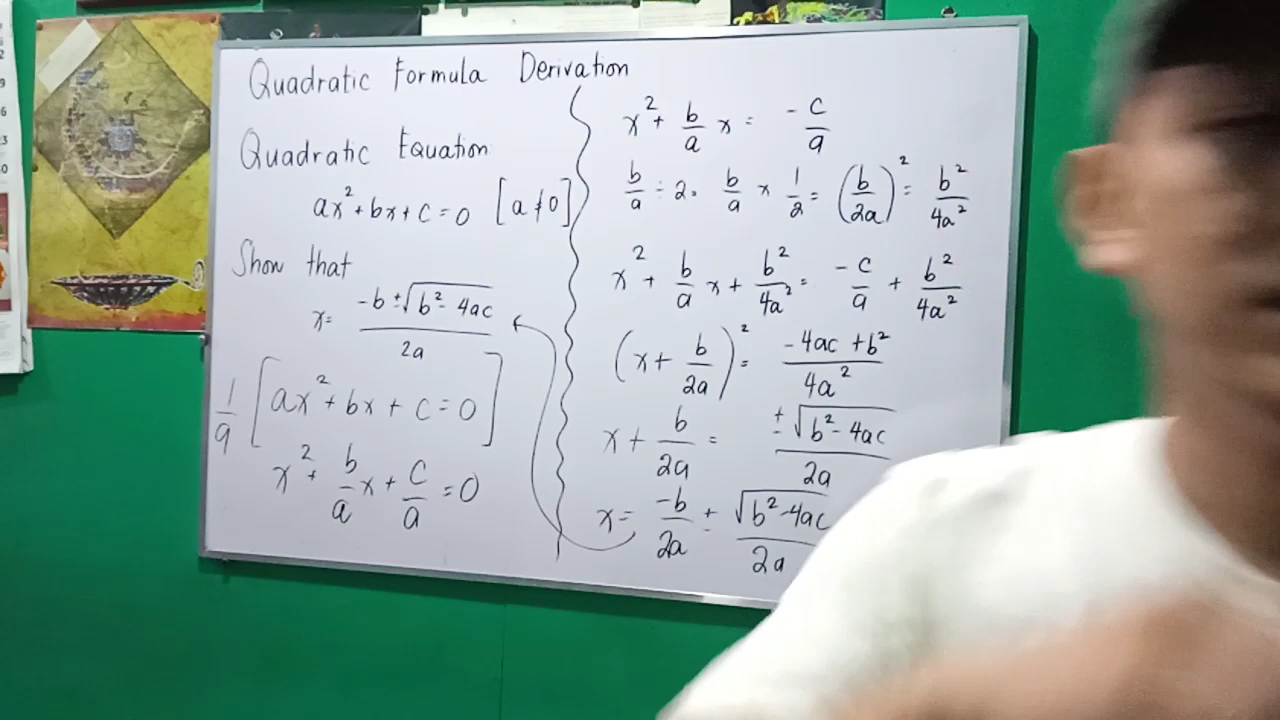 Quadratic Formula Derivation
Quadratic Equation
ax²+bx+c=0 [a≠0]
Show that
x= -b±√(b²-4ac) / 2a
1/a [ax²+bx+c=0]
x²+ b/a x + c/a =0
x²+ b/a x = -c/a
b/a ÷ 2 = b/a × 1/2 = (b/2a)² = b²/4a²
x²+ b/a x + b²/4a² = -c/a + b²/4a²
(x+ b/2a)² = -4ac+b² / 4a²
x+ b/2a = ±√(b²-4ac) / 2a
x= -b/2a ± √(b²-4ac) / 2a